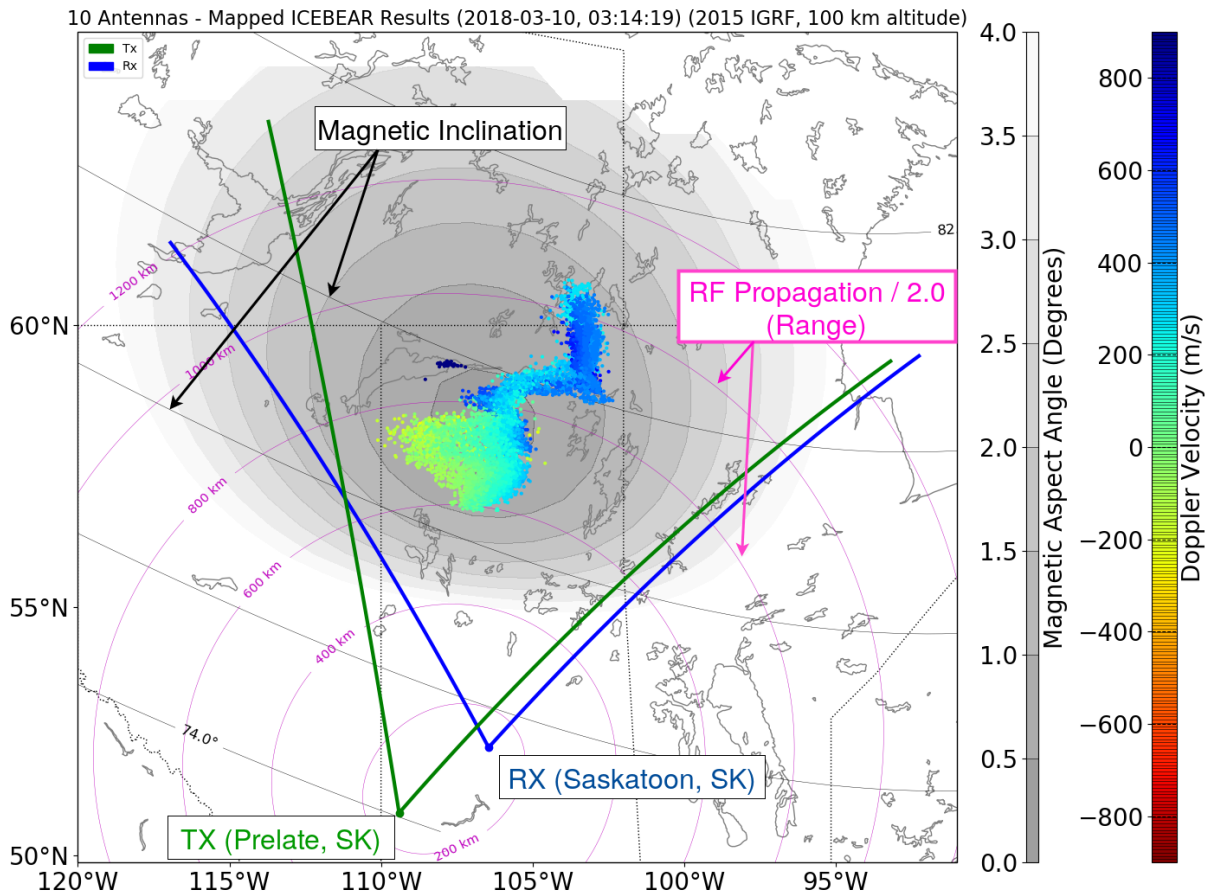 10 Antennas - Mapped ICEBEAR Results (2018-03-10, 03:14:19) (2015 IGRF, 100 km altitude)
Tx
Rx
Magnetic Inclination
82
1200 km
RF Propagation / 2.0
(Range)
1000 km
800 km
600 km
400 km
74.0°
RX (Saskatoon, SK)
TX (Prelate, SK)
200 km
60°N
55°N
50°N
120°W
115°W
110°W
105°W
100°W
95°W
4.0
3.5
3.0
2.5
2.0
1.5
1.0
0.5
0.0
Magnetic Aspect Angle (Degrees)
800
600
400
200
0
−200
−400
−600
−800
Doppler Velocity (m/s)